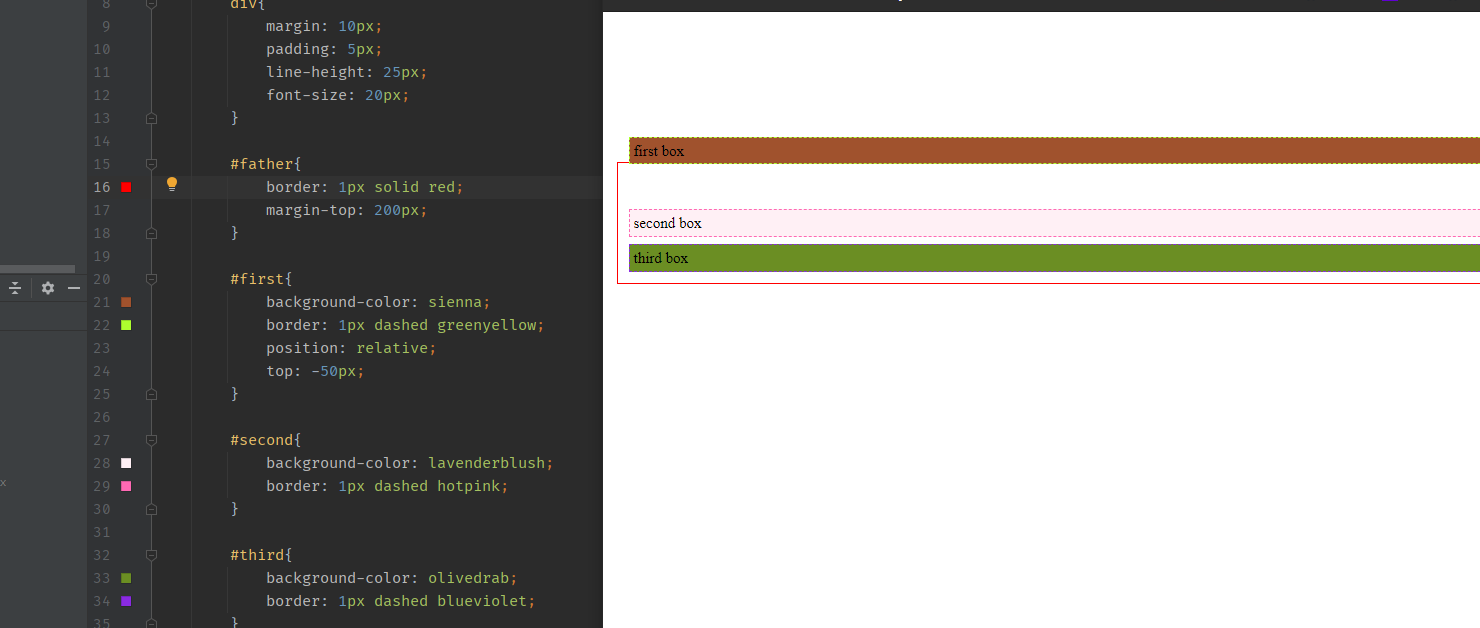 8 div{
9 margin: 10px;
10 padding: 5px;
11 line-height: 25px;
12 font-size: 20px;
13 }
14
15 #father{
16 border: 1px solid red;
17 margin-top: 200px;
18 }
19
20 #first{
21 background-color: sienna;
22 border: 1px dashed greenyellow;
23 position: relative;
24 top: -50px;
25 }
26
27 #second{
28 background-color: lavenderblush;
29 border: 1px dashed hotpink;
30 }
31
32 #third{
33 background-color: olivedrab;
34 border: 1px dashed blueviolet;
35 }
x
first box
second box
third box